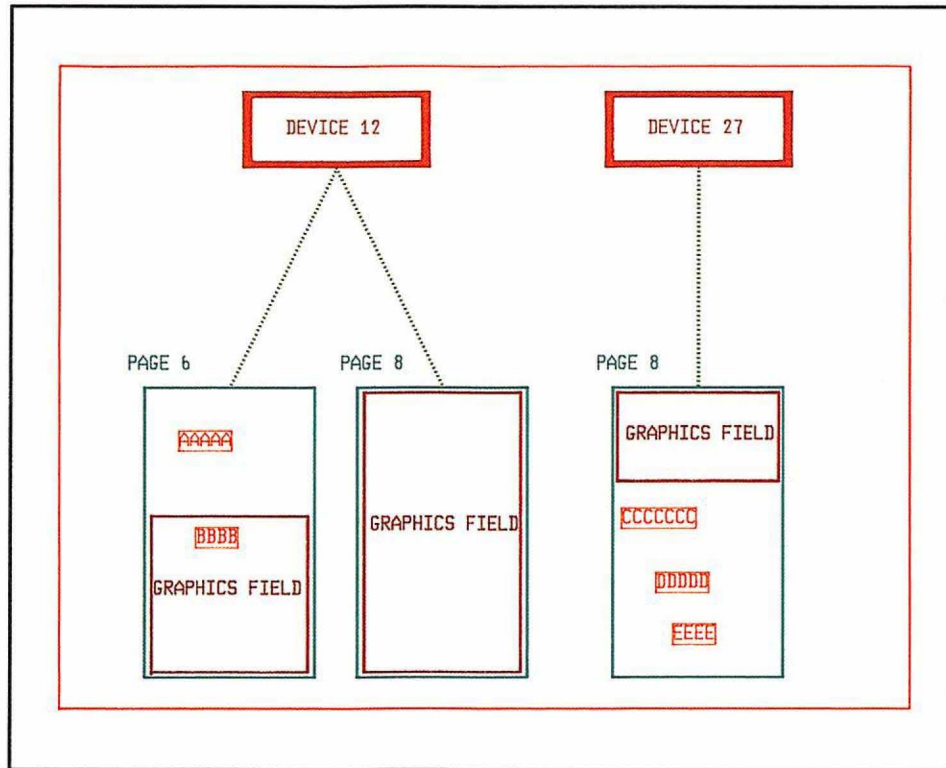 DEVICE 12
DEVICE 27
PAGE 6
PAGE 8
PAGE 8
AAAAA
BBBB
GRAPHICS FIELD
GRAPHICS FIELD
GRAPHICS FIELD
CCCCCCC
DDDDD
EEEE